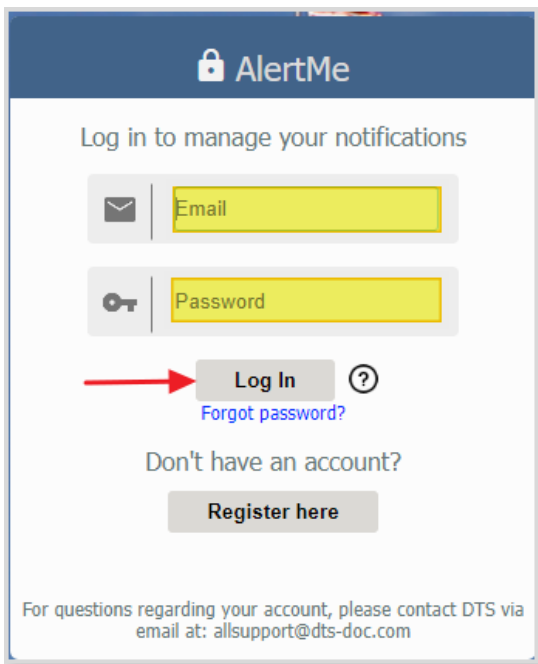 AlertMe
Log in to manage your notifications
Email
Password
Log In
Forgot password?
Don't have an account?
Register here
For questions regarding your account, please contact DTS via
email at: allsupport@dts-doc.com